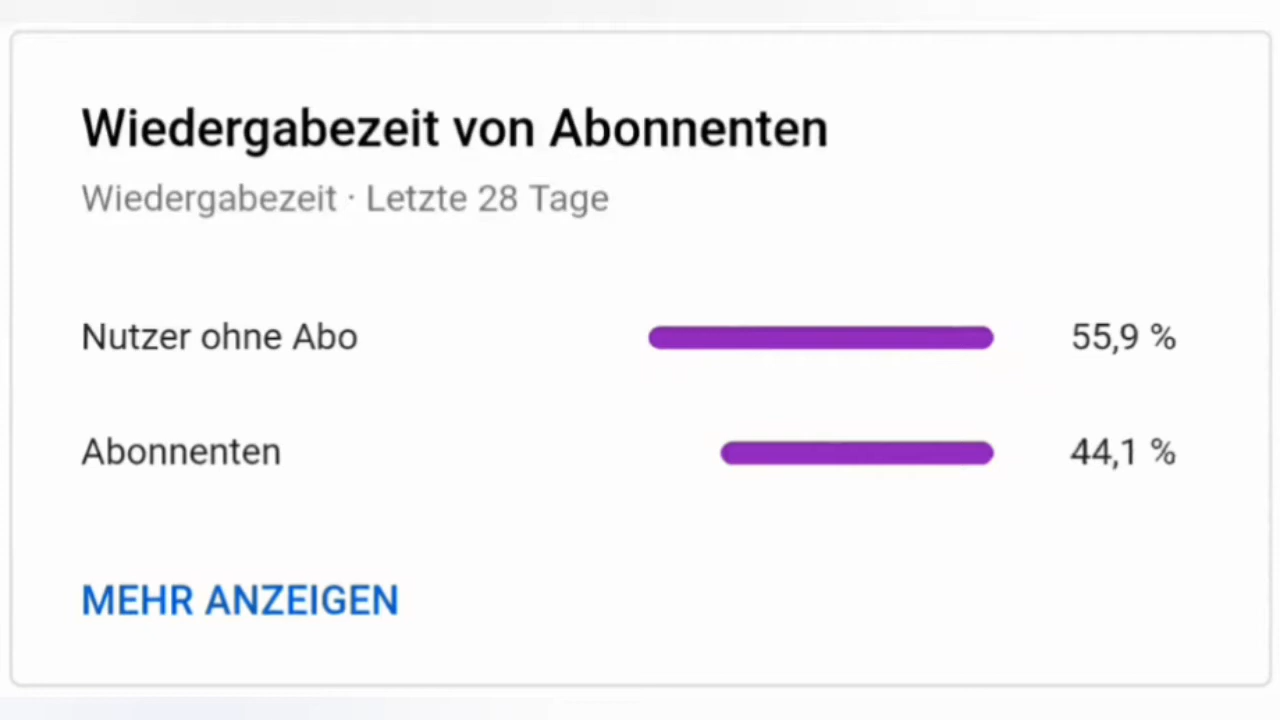 Wiedergabezeit von Abonnenten
Wiedergabezeit · Letzte 28 Tage
Nutzer ohne Abo 55,9 %
Abonnenten 44,1 %
MEHR ANZEIGEN